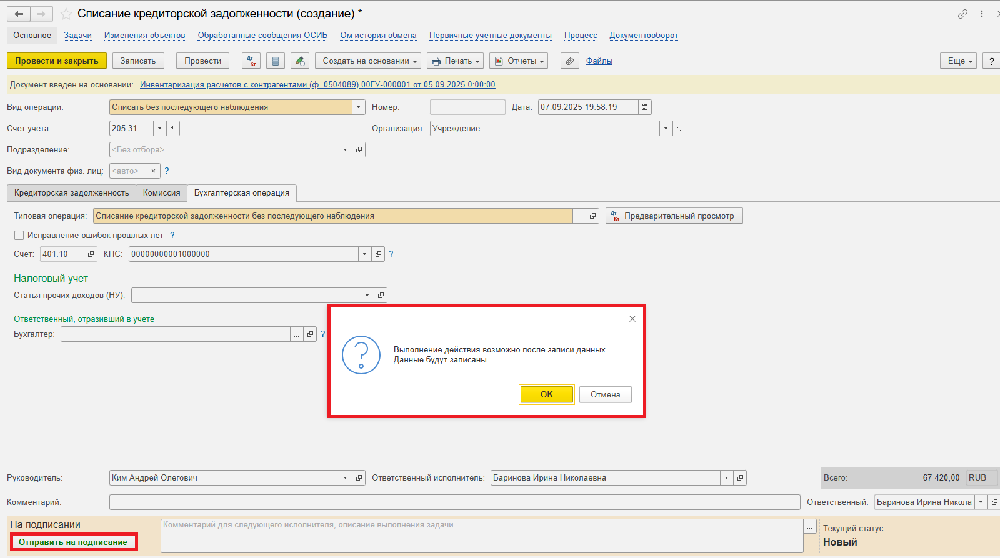 Списание кредиторской задолженности (создание) *
Основное Задачи Изменения объектов Обработанные сообщения ОСИБ Ом история обмена Первичные учетные документы Процесс Документооборот
Провести и закрыть Записать Провести Дт Кт Создать на основании Печать Отчеты Файлы Еще ?
Документ введен на основании: Инвентаризация расчетов с контрагентами (ф. 0504089) 00ГУ-000001 от 05.09.2025 0:00:00
Вид операции: Списать без последующего наблюдения Номер: Дата: 07.09.2025 19:58:19
Счет учета: 205.31 Организация: Учреждение
Подразделение: <Без отбора>
Вид документа физ. лиц: <авто> × ?
Кредиторская задолженность Комиссия Бухгалтерская операция
Типовая операция: Списание кредиторской задолженности без последующего наблюдения ... Дт Кт Предварительный просмотр
Исправление ошибок прошлых лет ?
Счет: 401.10 КПС: 00000000001000000 ?
Налоговый учет
Статья прочих доходов (НУ):
Ответственный, отразивший в учете
Бухгалтер: ... ?
Выполнение действия возможно после записи данных.
Данные будут записаны.
ОК Отмена
Руководитель: Ким Андрей Олегович Ответственный исполнитель: Баринова Ирина Николаевна Всего: 67 420,00 RUB
Комментарий: Ответственный: Баринова Ирина Никола
На подписании Комментарий для следующего исполнителя, описание выполнения задачи ... Текущий статус:
Отправить на подписание Новый